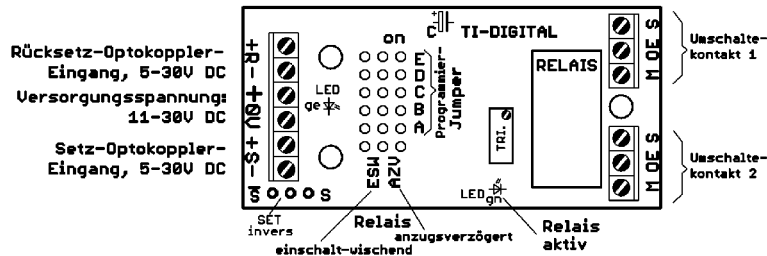 Rücksetz-Optokoppler-
Eingang, 5-30V DC
Versorgungsspannung:
11-30V DC
Setz-Optokoppler-
Eingang, 5-30V DC
+R-
+0V
+S-
S
S
SET
invers
LED
ge
on
E
D
C
B
A
Programmier-
Jumper
ESW
AZV
C
+
TI-DIGITAL
RELAIS
TRI.
LED
gn
M OE S
M OE S
Umschalte-
kontakt 1
Umschalte-
kontakt 2
Relais
einschalt-wischend
anzugsverzögert
Relais
aktiv